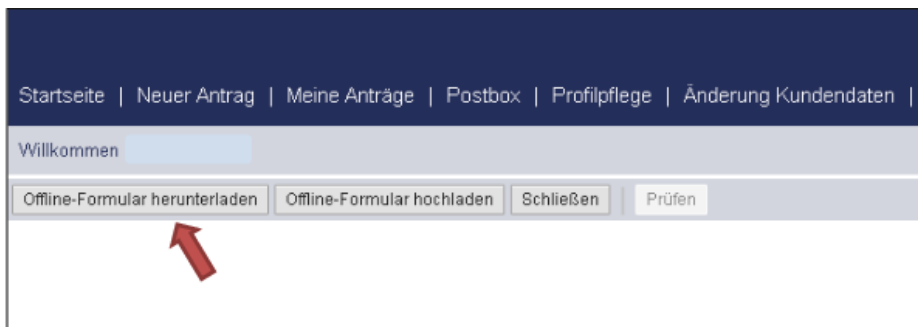 Startseite | Neuer Antrag | Meine Anträge | Postbox | Profilpflege | Änderung Kundendaten |
Willkommen
Offline-Formular herunterladen Offline-Formular hochladen Schließen | Prüfen